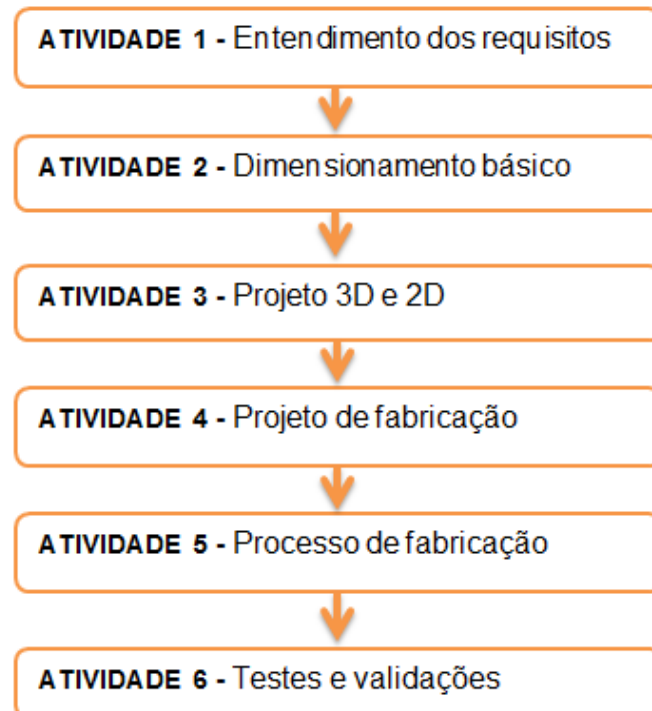 ATIVIDADE 1 - Entendimento dos requisitos
ATIVIDADE 2 - Dimensionamento básico
ATIVIDADE 3 - Projeto 3D e 2D
ATIVIDADE 4 - Projeto de fabricação
ATIVIDADE 5 - Processo de fabricação
ATIVIDADE 6 - Testes e validações